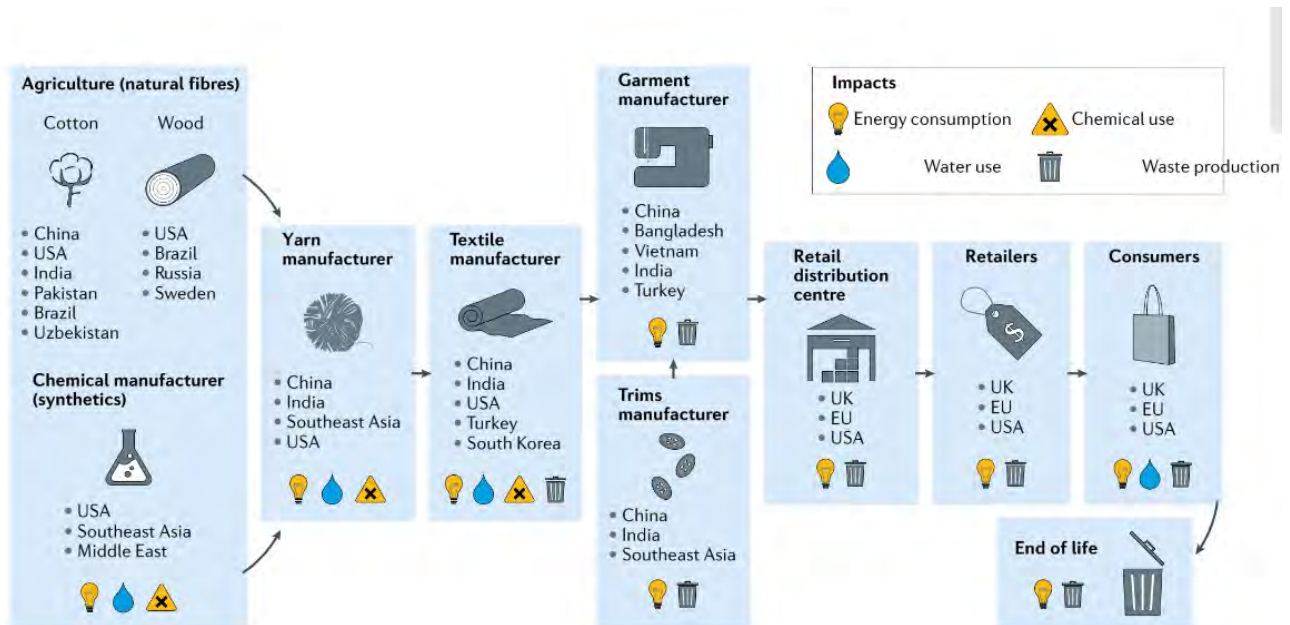 Agriculture (natural fibres)
Cotton
Wood
• China
• USA
• India
• Pakistan
• Brazil
• Uzbekistan
• USA
• Brazil
• Russia
• Sweden
Chemical manufacturer
(synthetics)
• USA
• Southeast Asia
• Middle East
Yarn
manufacturer
• China
• India
• Southeast Asia
• USA
Textile
manufacturer
• China
• India
• USA
• Turkey
• South Korea
Garment
manufacturer
• China
• Bangladesh
• Vietnam
• India
• Turkey
Trims
manufacturer
• China
• India
• Southeast Asia
Impacts
Energy consumption
Chemical use
Water use
Waste production
Retail
distribution
centre
• UK
• EU
• USA
Retailers
$
• UK
• EU
• USA
Consumers
• UK
• EU
• USA
End of life